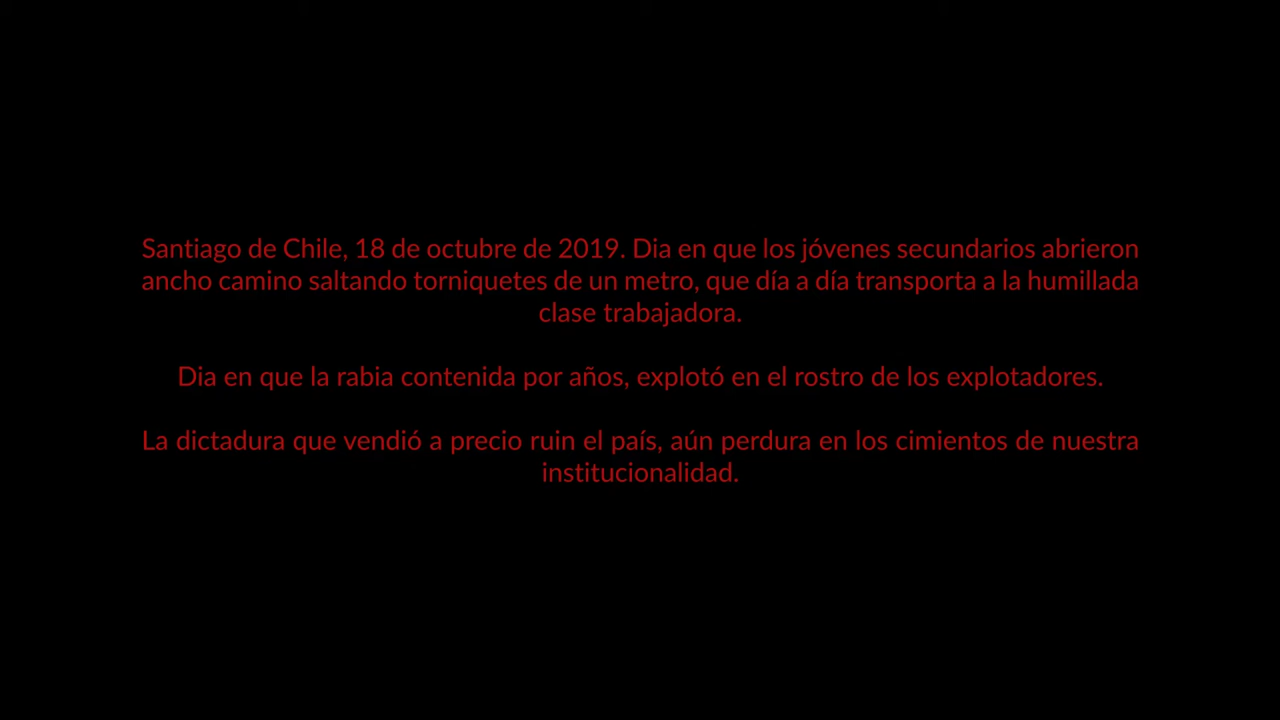 Santiago de Chile, 18 de octubre de 2019. Dia en que los jóvenes secundarios abrieron
ancho camino saltando torniquetes de un metro, que día a día transporta a la humillada
clase trabajadora.
Dia en que la rabia contenida por años, explotó en el rostro de los explotadores.
La dictadura que vendió a precio ruin el país, aún perdura en los cimientos de nuestra
institucionalidad.